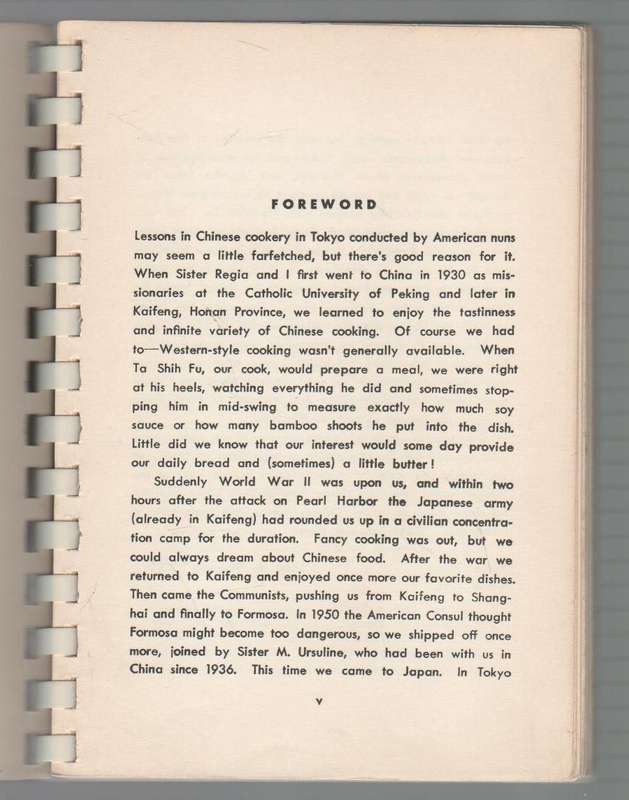 FOREWORD
Lessons in Chinese cookery in Tokyo conducted by American nuns
may seem a little farfetched, but there's good reason for it.
When Sister Regia and I first went to China in 1930 as mis-
sionaries at the Catholic University of Peking and later in
Kaifeng, Honan Province, we learned to enjoy the tastinness
and infinite variety of Chinese cooking. Of course we had
to—Western-style cooking wasn't generally available. When
Ta Shih Fu, our cook, would prepare a meal, we were right
at his heels, watching everything he did and sometimes stop-
ping him in mid-swing to measure exactly how much soy
sauce or how many bamboo shoots he put into the dish.
Little did we know that our interest would some day provide
our daily bread and (sometimes) a little butter!
Suddenly World War II was upon us, and within two
hours after the attack on Pearl Harbor the Japanese army
(already in Kaifeng) had rounded us up in a civilian concentra-
tion camp for the duration. Fancy cooking was out, but we
could always dream about Chinese food. After the war we
returned to Kaifeng and enjoyed once more our favorite dishes.
Then came the Communists, pushing us from Kaifeng to Shang-
hai and finally to Formosa. In 1950 the American Consul thought
Formosa might become too dangerous, so we shipped off once
more, joined by Sister M. Ursuline, who had been with us in
China since 1936. This time we came to Japan. In Tokyo
v